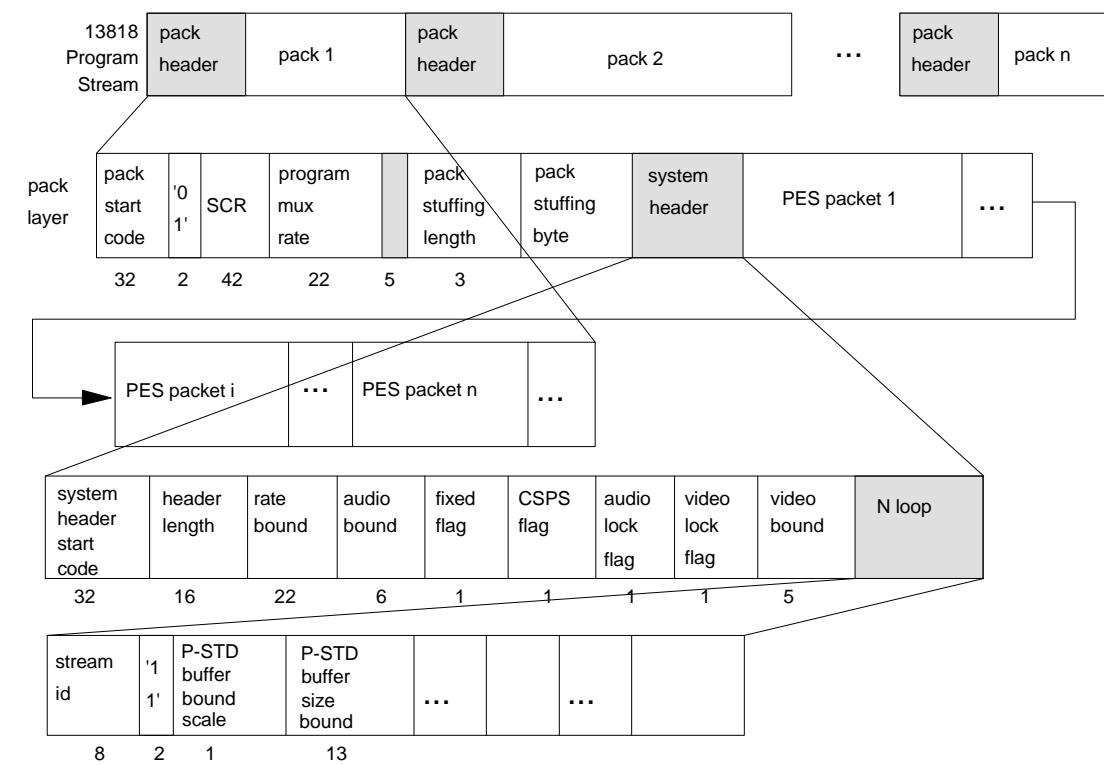 13818
Program
Stream
pack
header
pack 1
pack
header
pack 2
...
pack
header
pack n
pack
layer
pack
start
code
'0
1'
SCR
program
mux
rate
pack
stuffing
length
pack
stuffing
byte
system
header
PES packet 1
...
32
2
42
22
5
3
PES packet i
...
PES packet n
...
system
header
start
code
header
length
rate
bound
audio
bound
fixed
flag
CSPS
flag
audio
lock
flag
video
lock
flag
video
bound
N loop
32
16
22
6
1
1
1
1
5
stream
id
'1
1'
P-STD
buffer
bound
scale
P-STD
buffer
size
bound
...
...
8
2
1
13